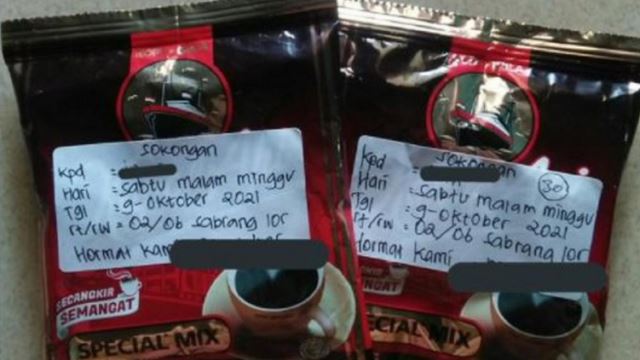 Sokongan
Kpd :
Hari : Sabtu malam minggu
Tgl : 9-Oktober 2021
rt/rw = 02/06 Sabrang lor
Hormat Kami
SECANGKIR
SEMANGAT
SPECIAL MIX
Sokongan
Kpd :
30
Hari : Sabtu malam minggu
Tgl : 9-Oktober 2021
rt/rw = 02/06 Sabrang lor
Hormat Kami
SPECIAL MIX